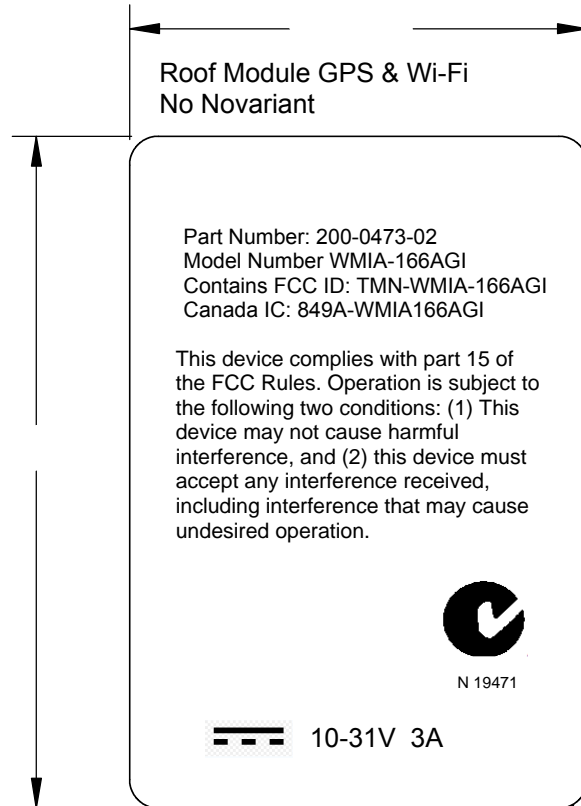 Roof Module GPS & Wi-Fi
No Novariant
Part Number: 200-0473-02
Model Number WMIA-166AGI
Contains FCC ID: TMN-WMIA-166AGI
Canada IC: 849A-WMIA166AGI
This device complies with part 15 of
the FCC Rules. Operation is subject to
the following two conditions: (1) This
device may not cause harmful
interference, and (2) this device must
accept any interference received,
including interference that may cause
undesired operation.
N 19471
10-31V 3A